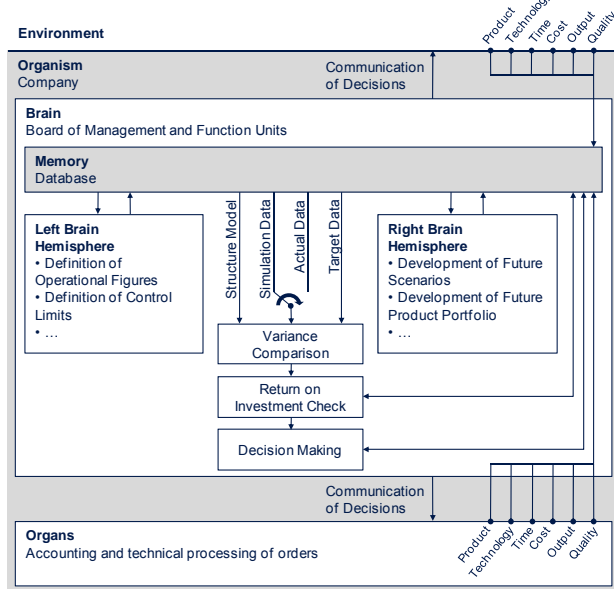 Environment
Product
Technology
Time
Cost
Output
Quality
Organism
Company
Communication
of Decisions
Brain
Board of Management and Function Units
Memory
Database
Left Brain
Hemisphere
• Definition of
Operational Figures
• Definition of Control
Limits
• ...
Structure Model
Simulation Data
Actual Data
Target Data
Right Brain
Hemisphere
• Development of Future
Scenarios
• Development of Future
Product Portfolio
• ...
Variance
Comparison
Return on
Investment Check
Decision Making
Communication
of Decisions
Product
Technology
Time
Cost
Output
Quality
Organs
Accounting and technical processing of orders